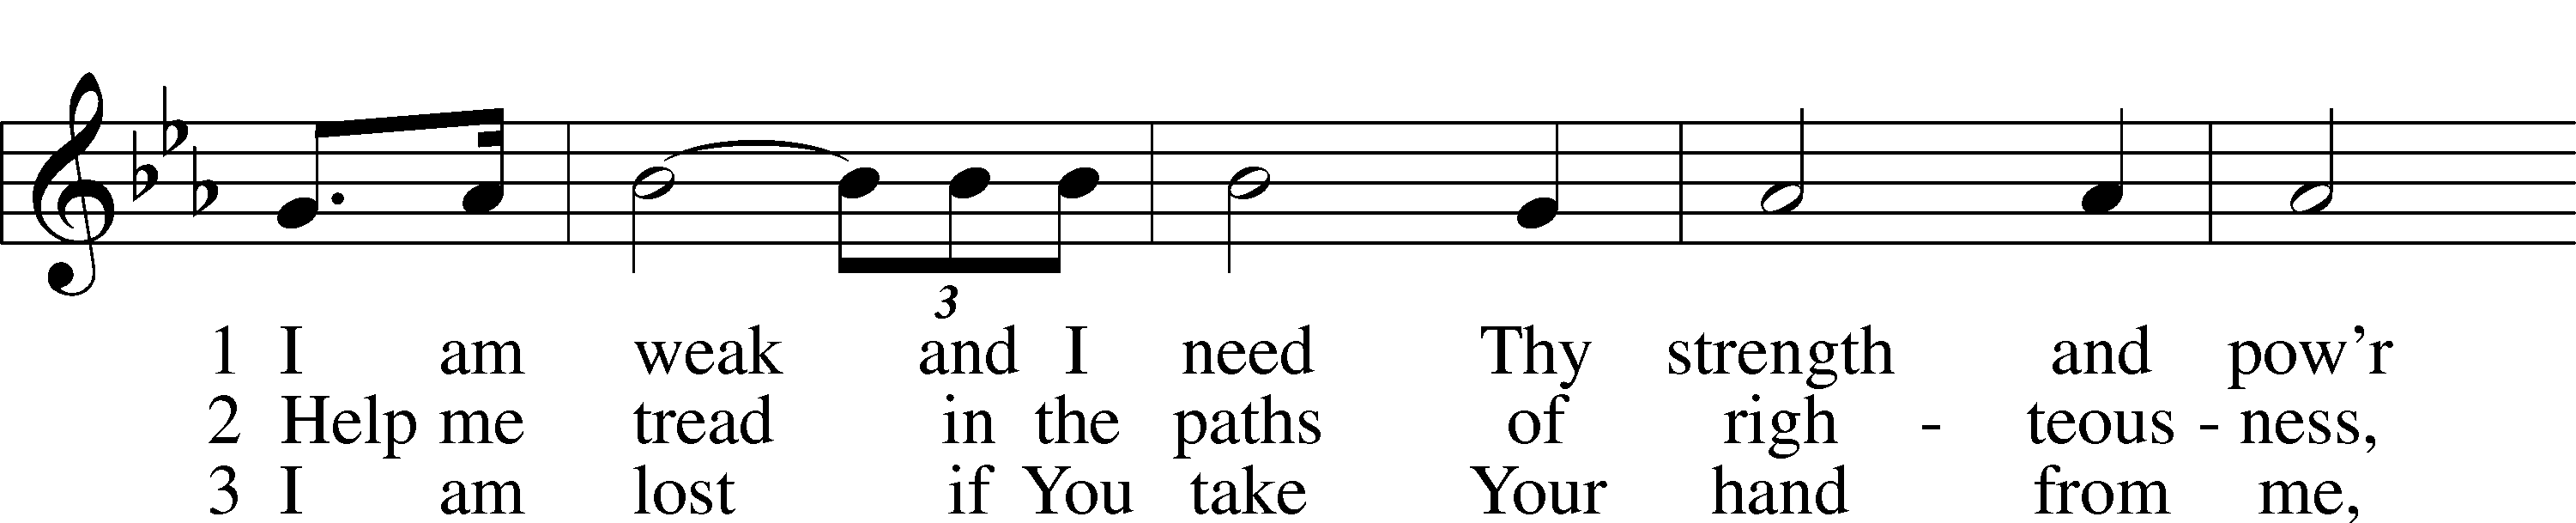 3
1 I am weak and I need Thy strength and pow'r
2 Help me tread in the paths of righ - teous - ness,
3 I am lost if You take Your hand from me,